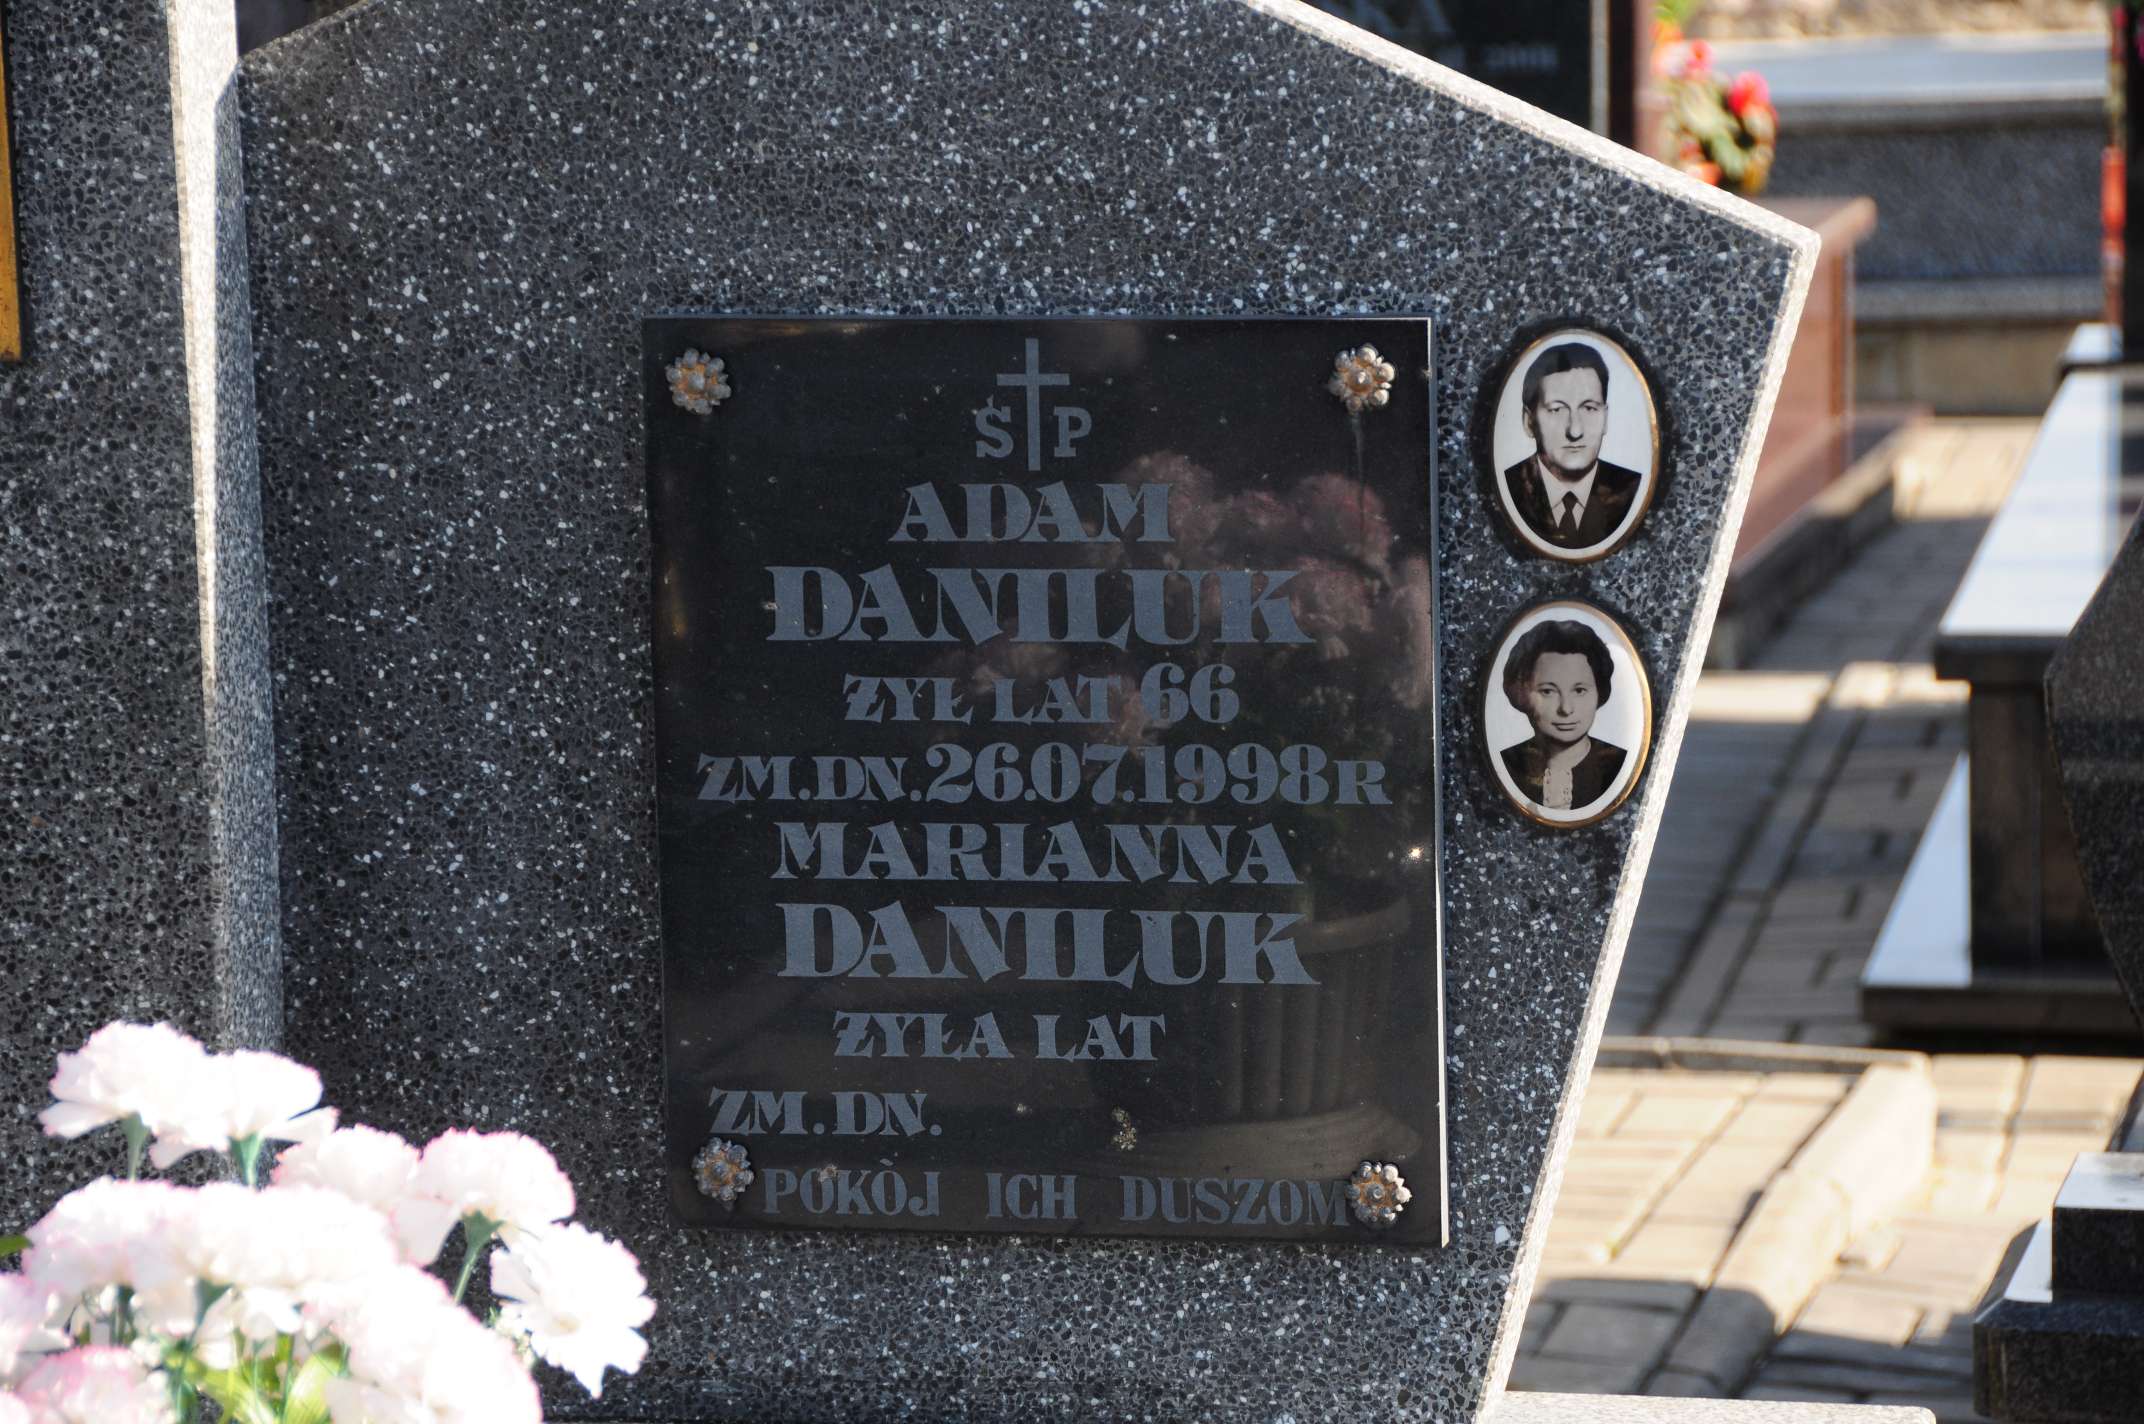 ŚP
ADAM
DANILUK
ŻYŁ LAT 66
ZM.DN.26.07.1998R
MARIANNA
DANILUK
ŻYŁA LAT
ZM.DN.
POKÒJ ICH DUSZOM